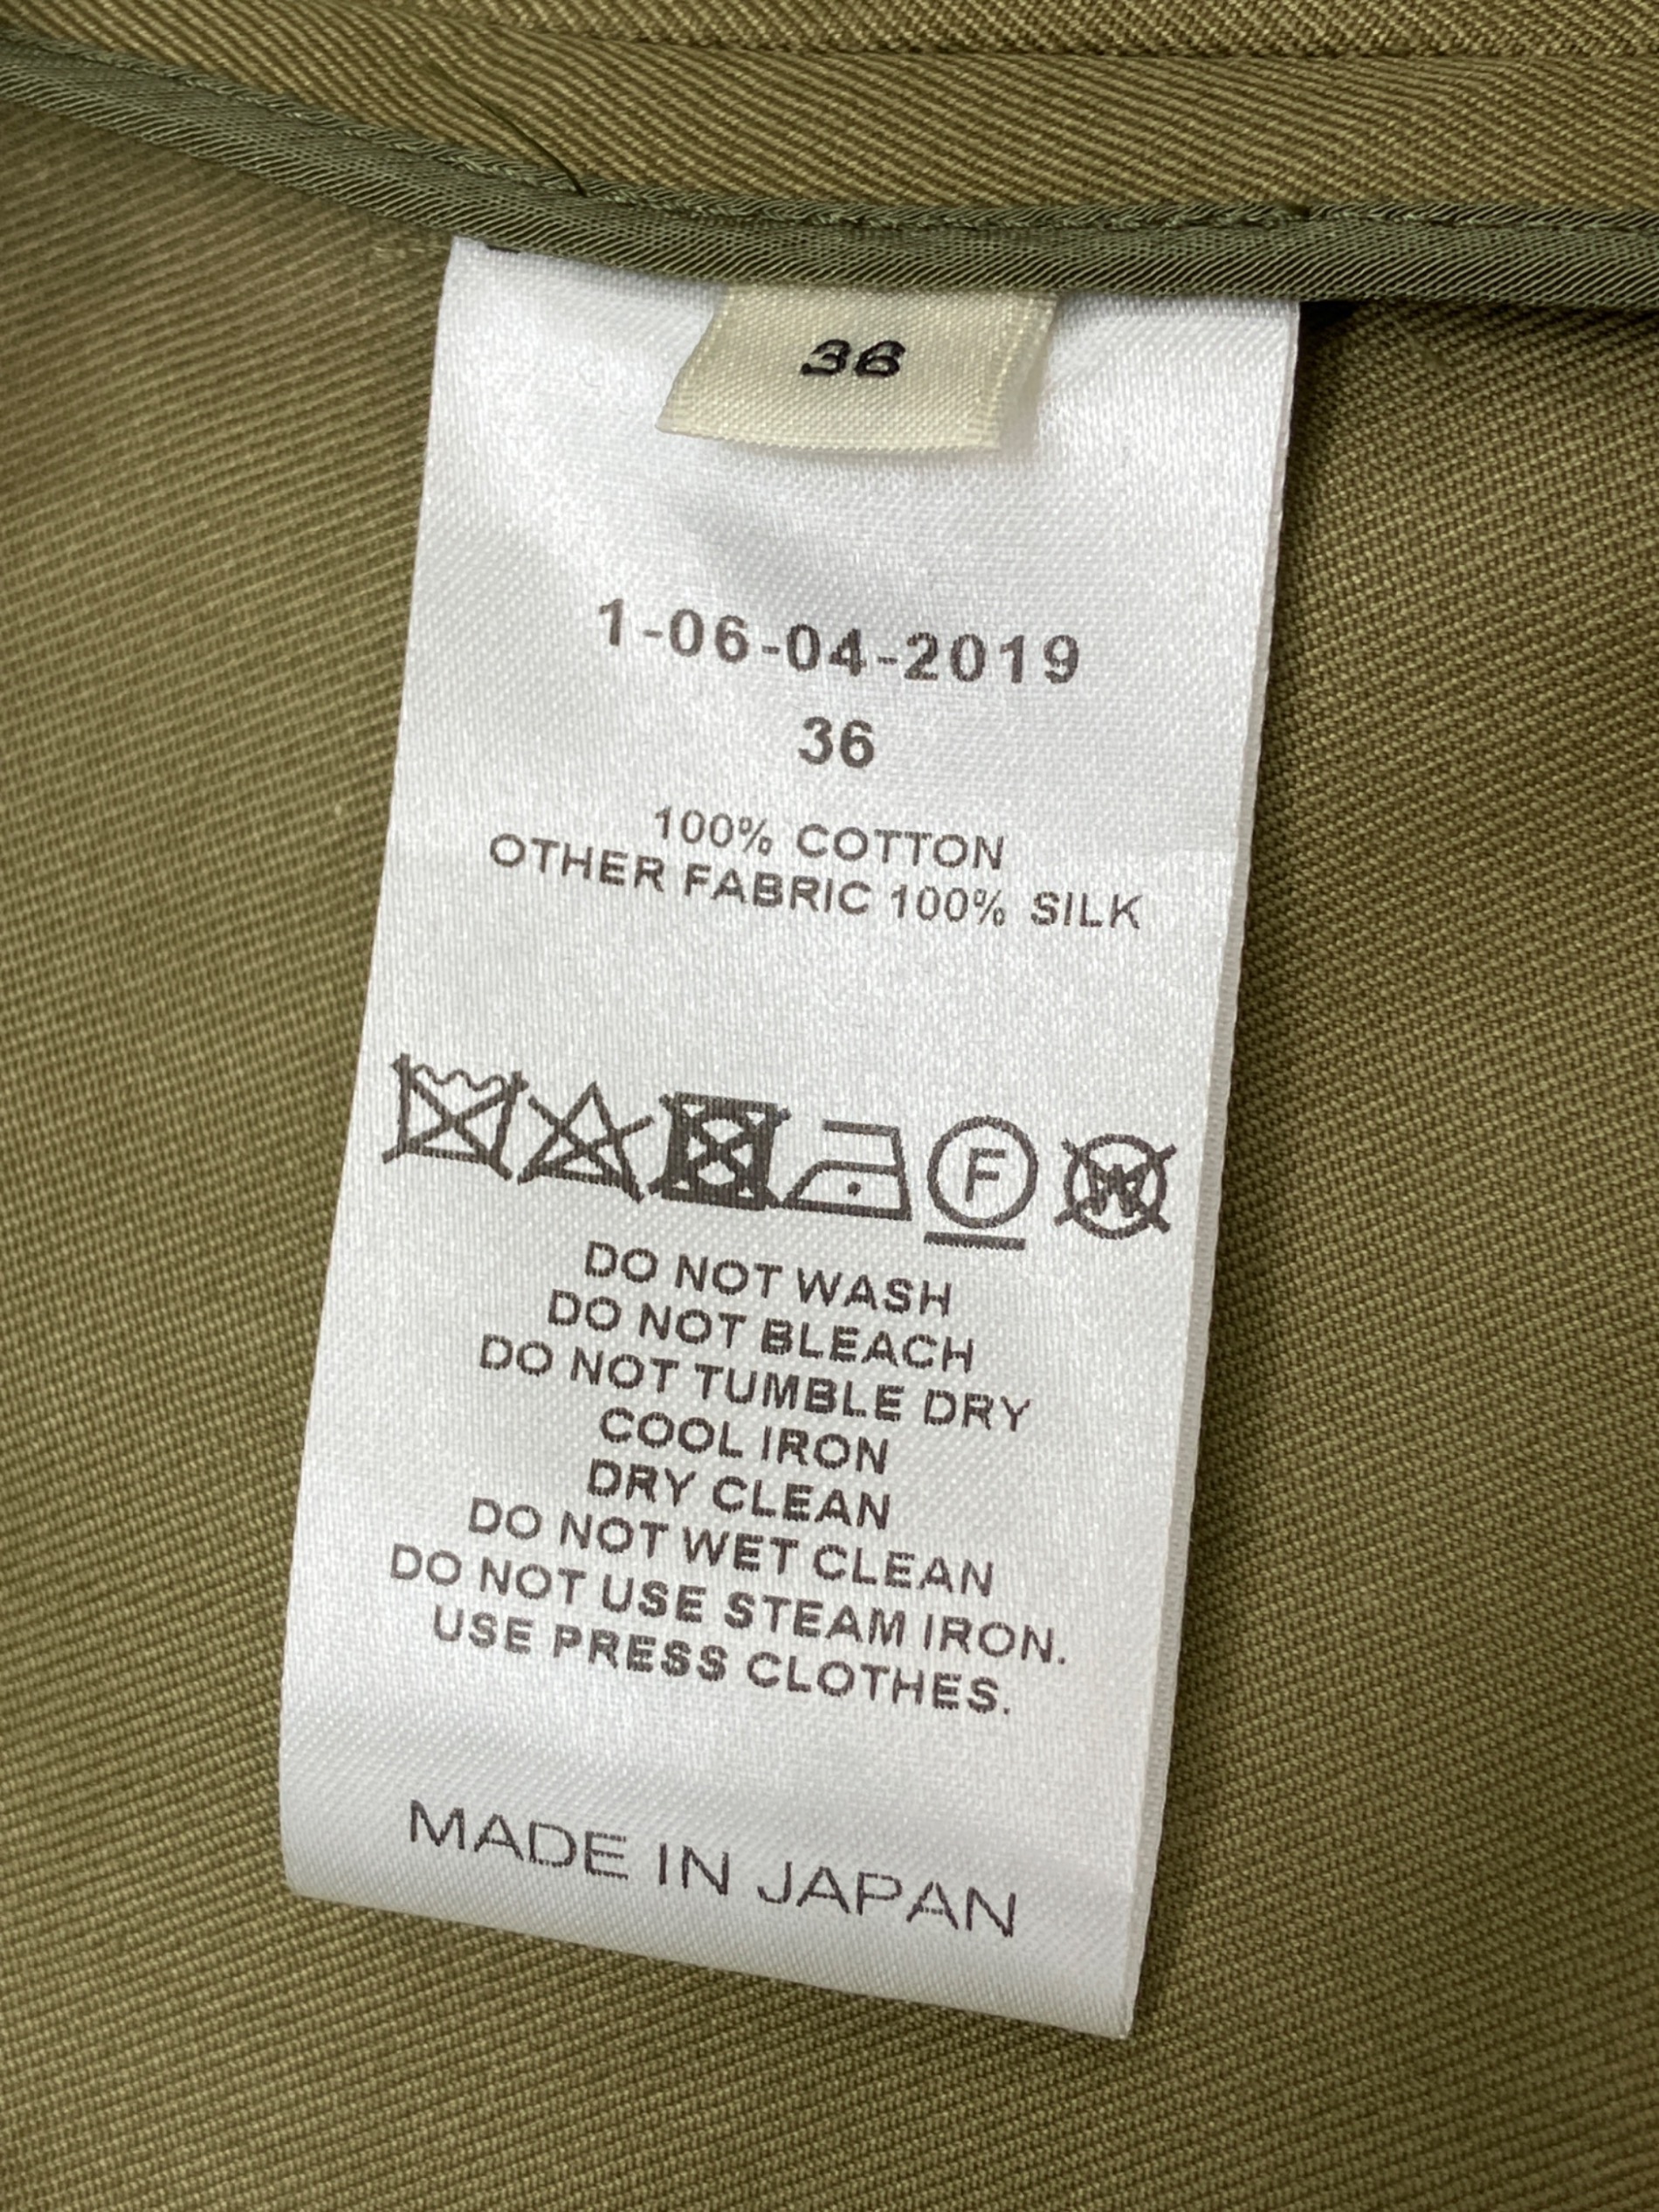 36
1-06-04-2019
36
100% COTTON
OTHER FABRIC 100% SILK
F
W
DO NOT WASH
DO NOT BLEACH
DO NOT TUMBLE DRY
COOL IRON
DRY CLEAN
DO NOT WET CLEAN
DO NOT USE STEAM IRON.
USE PRESS CLOTHES.
MADE IN JAPAN